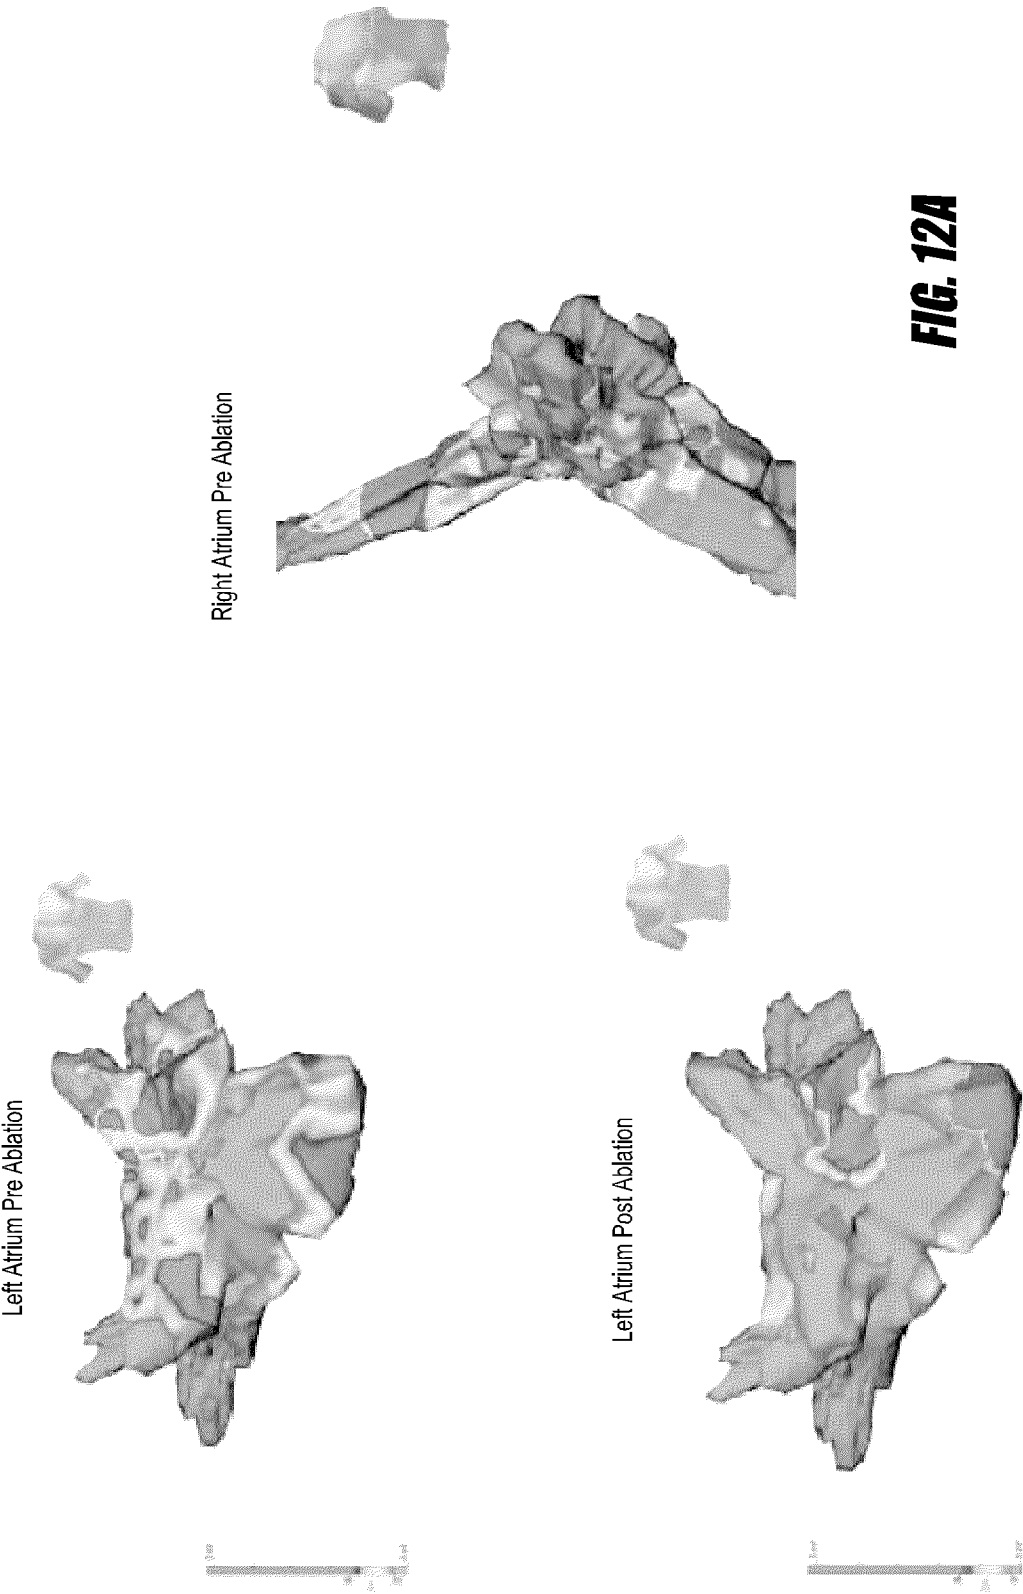 Left Atrium Pre Ablation
Right Atrium Pre Ablation
Left Atrium Post Ablation
FIG. 12A